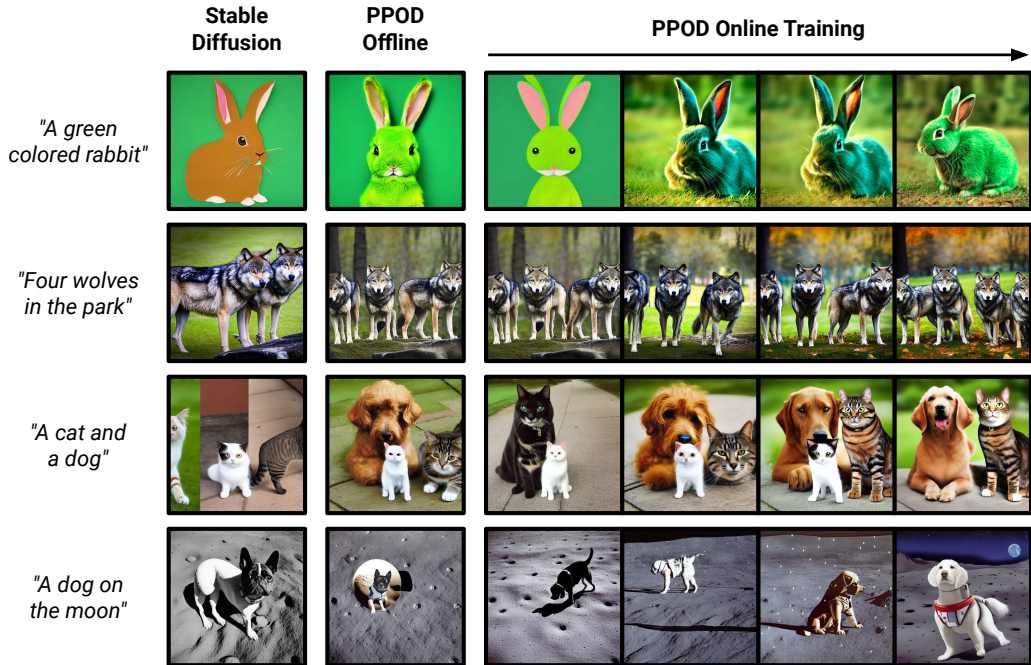 Stable
Diffusion
PPOD
Offline
PPOD Online Training
"A green
colored rabbit"
"Four wolves
in the park"
"A cat and
a dog"
"A dog on
the moon"